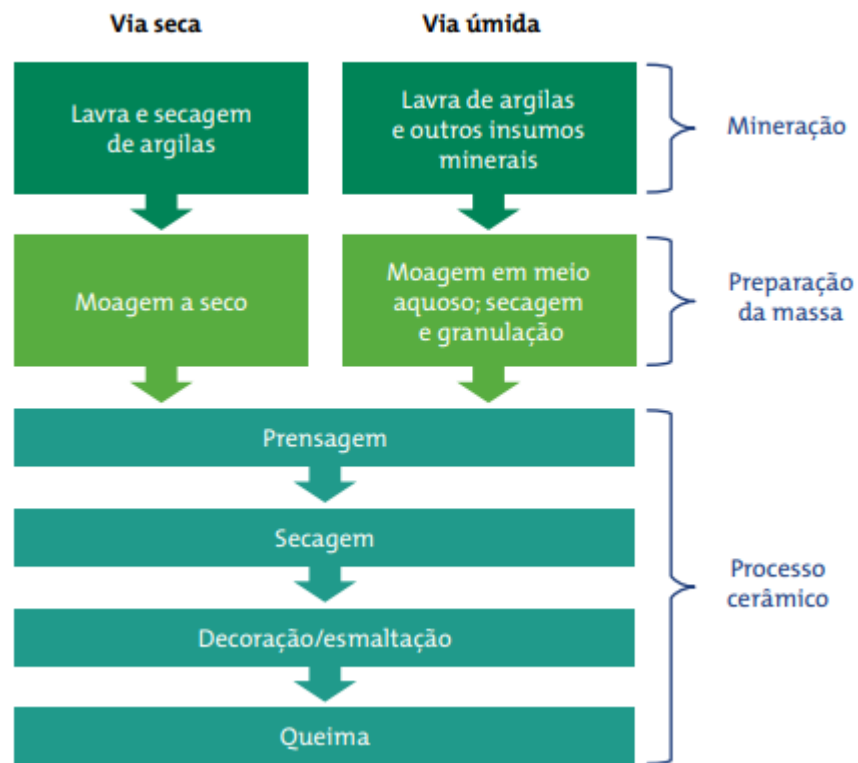 Via seca
Via úmida
Lavra e secagem
de argilas
Lavra de argilas
e outros insumos
minerais
Mineração
Moagem a seco
Moagem em meio
aquoso; secagem
e granulação
Preparação
da massa
Prensagem
Secagem
Decoração/esmaltação
Queima
Processo
cerâmico